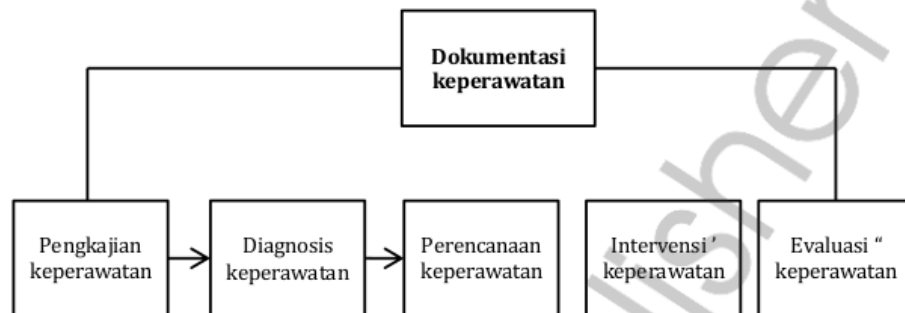 Dokumentasi
keperawatan
Pengkajian
keperawatan
Diagnosis
keperawatan
Perencanaan
keperawatan
Intervensi ’
keperawatan
Evaluasi “
keperawatan